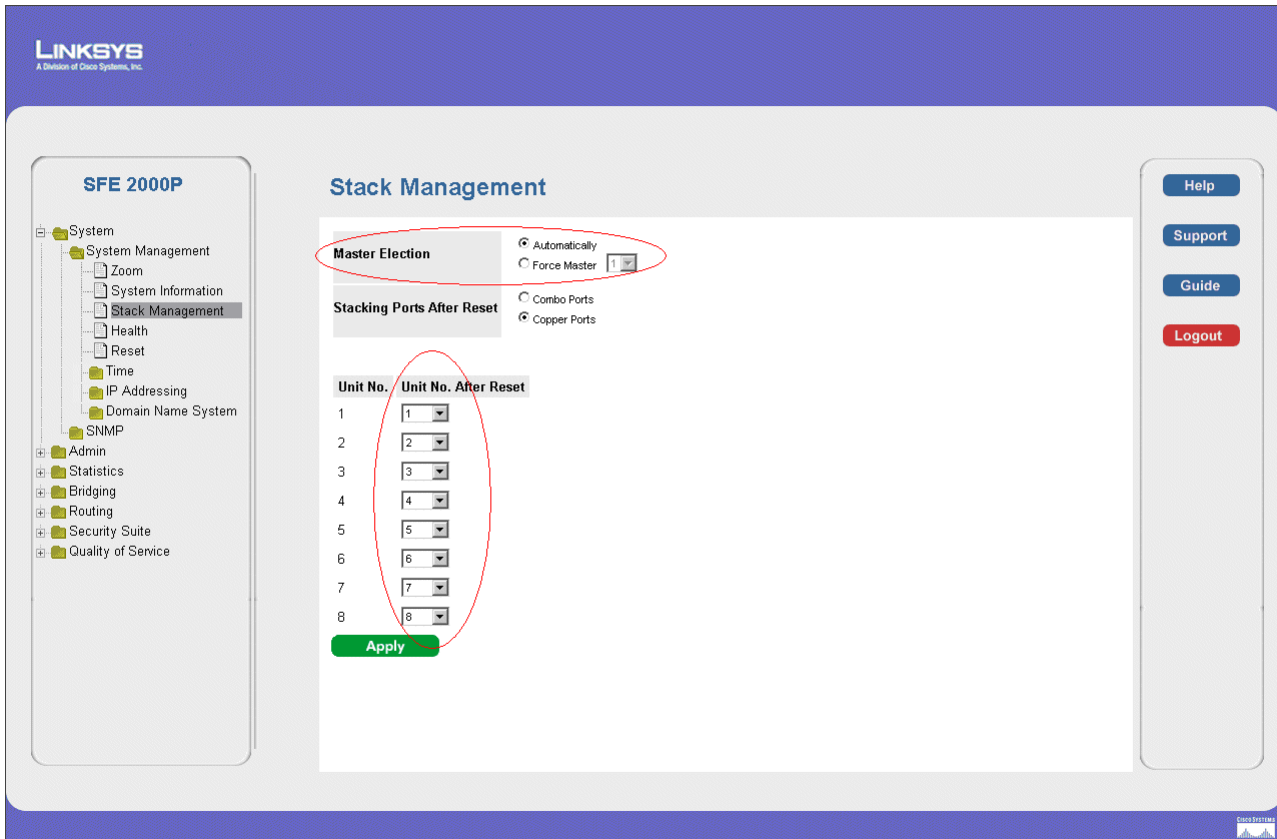 LINKSYS
A Division of Cisco Systems, Inc.
SFE 2000P
System
System Management
Zoom
System Information
Stack Management
Health
Reset
Time
IP Addressing
Domain Name System
SNMP
Admin
Statistics
Bridging
Routing
Security Suite
Quality of Service
Stack Management
Master Election
Automatically
Force Master 1
Stacking Ports After Reset
Combo Ports
Copper Ports
Unit No. Unit No. After Reset
1 1
2 2
3 3
4 4
5 5
6 6
7 7
8 8
Apply
Help
Support
Guide
Logout
CISCO SYSTEMS